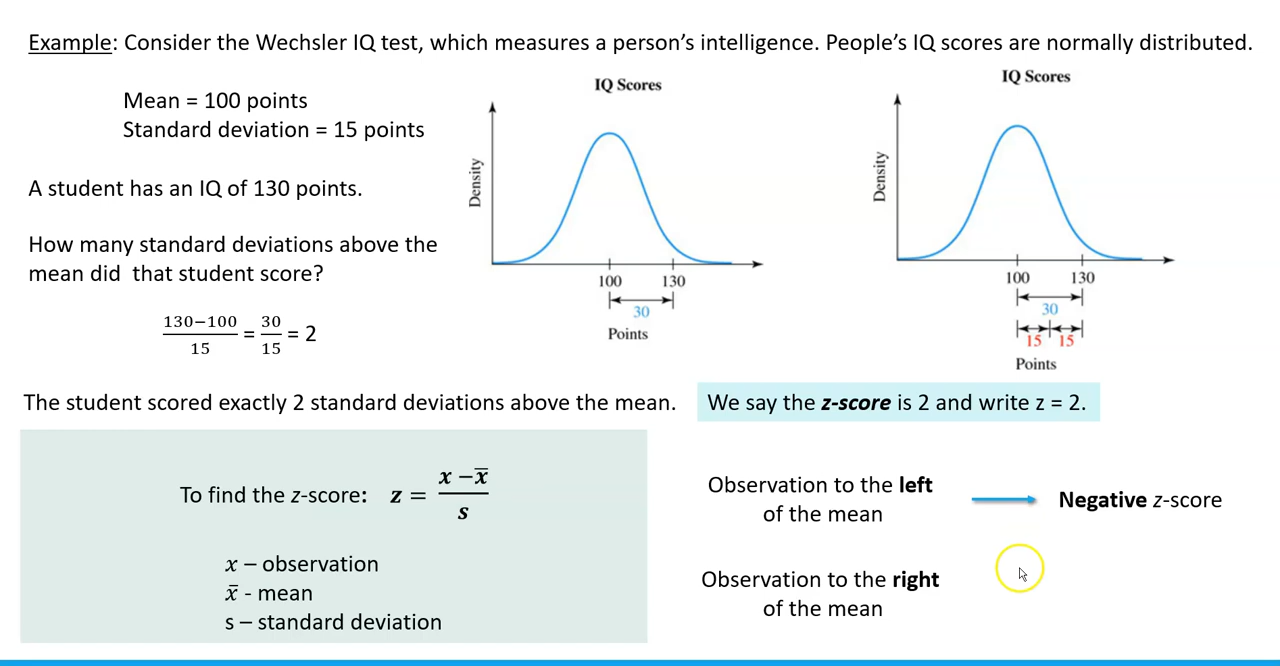 Example: Consider the Wechsler IQ test, which measures a person's intelligence. People's IQ scores are normally distributed.
Mean = 100 points
Standard deviation = 15 points
A student has an IQ of 130 points.
How many standard deviations above the
mean did that student score?
130−100 / 15 = 30 / 15 = 2
IQ Scores
Density
100 130
30
Points
IQ Scores
Density
100 130
30
15 15
Points
The student scored exactly 2 standard deviations above the mean.
We say the z-score is 2 and write z = 2.
To find the z-score: z = x − x̅ / s
x – observation
x̅ - mean
s – standard deviation
Observation to the left
of the mean
Negative z-score
Observation to the right
of the mean